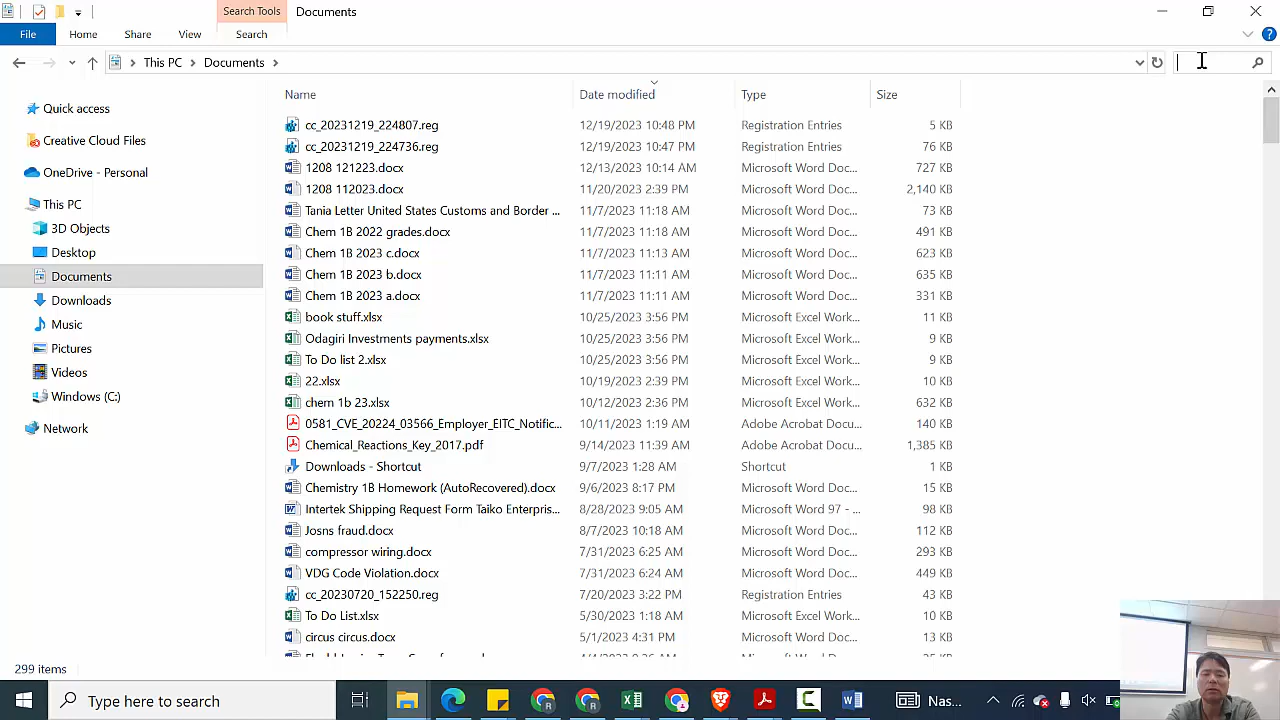 Search Tools
Documents
File
Home
Share
View
Search
This PC
Documents
Quick access
Creative Cloud Files
OneDrive - Personal
This PC
3D Objects
Desktop
Documents
Downloads
Music
Pictures
Videos
Windows (C:)
Network
Name Date modified Type Size
cc_20231219_224807.reg 12/19/2023 10:48 PM Registration Entries 5 KB
cc_20231219_224736.reg 12/19/2023 10:47 PM Registration Entries 76 KB
1208 121223.docx 12/13/2023 10:14 AM Microsoft Word Doc... 727 KB
1208 112023.docx 11/20/2023 2:39 PM Microsoft Word Doc... 2,140 KB
Tania Letter United States Customs and Border ... 11/7/2023 11:18 AM Microsoft Word Doc... 73 KB
Chem 1B 2022 grades.docx 11/7/2023 11:18 AM Microsoft Word Doc... 491 KB
Chem 1B 2023 c.docx 11/7/2023 11:13 AM Microsoft Word Doc... 623 KB
Chem 1B 2023 b.docx 11/7/2023 11:11 AM Microsoft Word Doc... 635 KB
Chem 1B 2023 a.docx 11/7/2023 11:11 AM Microsoft Word Doc... 331 KB
book stuff.xlsx 10/25/2023 3:56 PM Microsoft Excel Work... 11 KB
Odagiri Investments payments.xlsx 10/25/2023 3:56 PM Microsoft Excel Work... 9 KB
To Do list 2.xlsx 10/25/2023 3:56 PM Microsoft Excel Work... 9 KB
22.xlsx 10/19/2023 2:39 PM Microsoft Excel Work... 10 KB
chem 1b 23.xlsx 10/12/2023 2:36 PM Microsoft Excel Work... 632 KB
0581_CVE_20224_03566_Employer_EITC_Notific... 10/11/2023 1:19 AM Adobe Acrobat Docu... 140 KB
Chemical_Reactions_Key_2017.pdf 9/14/2023 11:39 AM Adobe Acrobat Docu... 1,385 KB
Downloads - Shortcut 9/7/2023 1:28 AM Shortcut 1 KB
Chemistry 1B Homework (AutoRecovered).docx 9/6/2023 8:17 PM Microsoft Word Doc... 15 KB
Intertek Shipping Request Form Taiko Enterpris... 8/28/2023 9:05 AM Microsoft Word 97 - ... 98 KB
Josns fraud.docx 8/7/2023 10:18 AM Microsoft Word Doc... 112 KB
compressor wiring.docx 7/31/2023 6:25 AM Microsoft Word Doc... 293 KB
VDG Code Violation.docx 7/31/2023 6:24 AM Microsoft Word Doc... 449 KB
cc_20230720_152250.reg 7/20/2023 3:22 PM Registration Entries 43 KB
To Do List.xlsx 5/30/2023 1:18 AM Microsoft Excel Work... 10 KB
circus circus.docx 5/1/2023 4:31 PM Microsoft Word Doc... 13 KB
299 items
Type here to search
Nas...